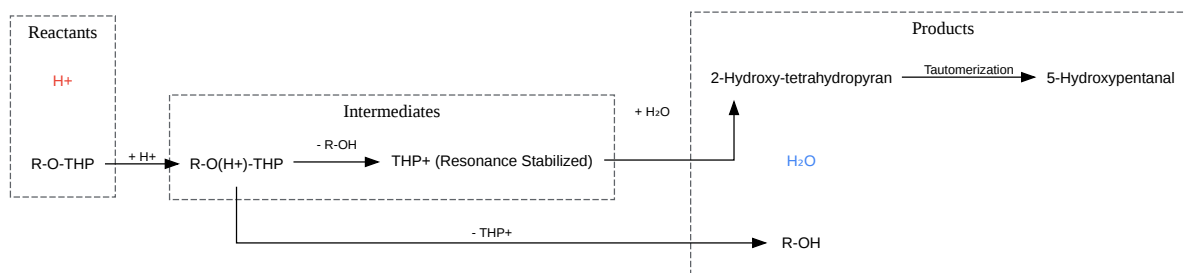 Reactants
Products
H+
2-Hydroxy-tetrahydropyran
Tautomerization
5-Hydroxypentanal
Intermediates
+ H₂O
R-O-THP
+ H+
R-O(H+)-THP
- R-OH
THP+ (Resonance Stabilized)
H₂O
- THP+
R-OH